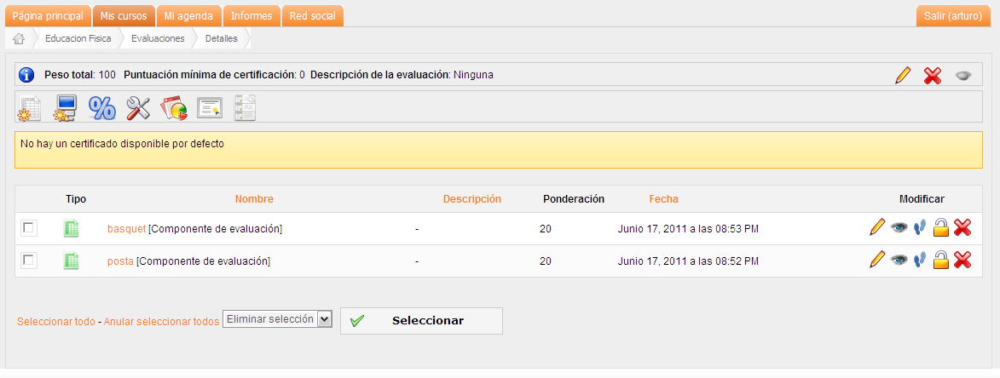 Página principal Mis cursos Mi agenda Informes Red social Salir (arturo)
Educacion Fisica Evaluaciones Detalles
Peso total: 100 Puntuación mínima de certificación: 0 Descripción de la evaluación: Ninguna
No hay un certificado disponible por defecto
Tipo Nombre Descripción Ponderación Fecha Modificar
basquet [Componente de evaluación] - 20 Junio 17, 2011 a las 08:53 PM
posta [Componente de evaluación] - 20 Junio 17, 2011 a las 08:52 PM
Seleccionar todo - Anular seleccionar todos Eliminar selección Seleccionar